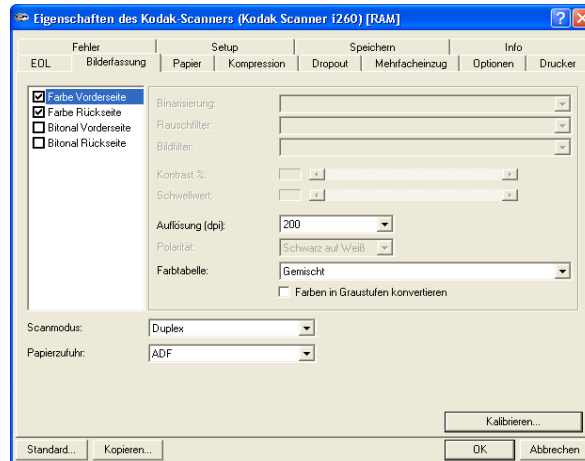 Eigenschaften des Kodak-Scanners (Kodak Scanner i260) [RAM]
Fehler Setup Speichern Info
EOL Bilderfassung Papier Kompression Dropout Mehrfacheinzug Optionen Drucker
Farbe Vorderseite
Farbe Rückseite
Bitonal Vorderseite
Bitonal Rückseite
Binarisierung:
Rauschfilter:
Bildfilter:
Kontrast %:
Schwellwert:
Auflösung (dpi): 200
Polarität: Schwarz auf Weiß
Farbtabelle: Gemischt
Farben in Graustufen konvertieren
Scanmodus: Duplex
Papierzufuhr: ADF
Kalibrieren...
Standard... Kopieren... OK Abbrechen